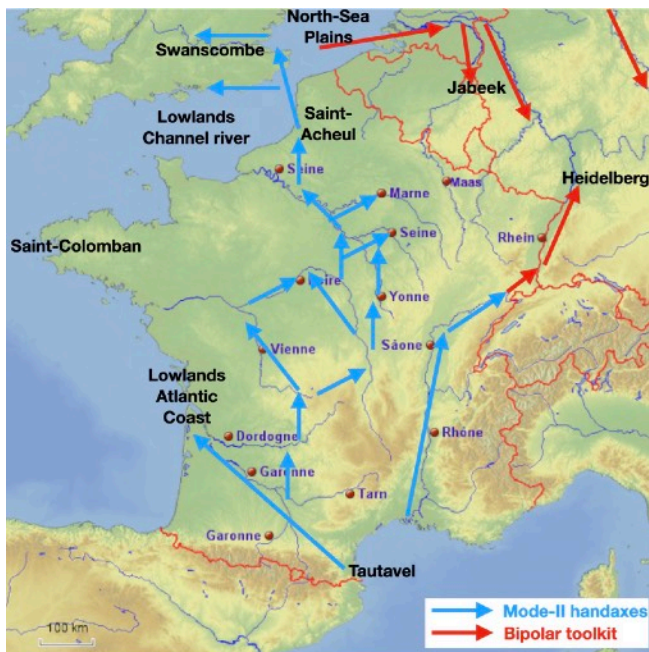 North-Sea
Plains
Swanscombe
Jabeek
Lowlands
Channel river
Saint-
Acheul
Seine
Marne
Maas
Heidelberg
Saint-Colomban
Seine
Rhein
Loire
Yonne
Vienne
Sâone
Lowlands
Atlantic
Coast
Dordogne
Rhône
Garonne
Tarn
Garonne
Tautavel
Mode-II handaxes
Bipolar toolkit
100 km